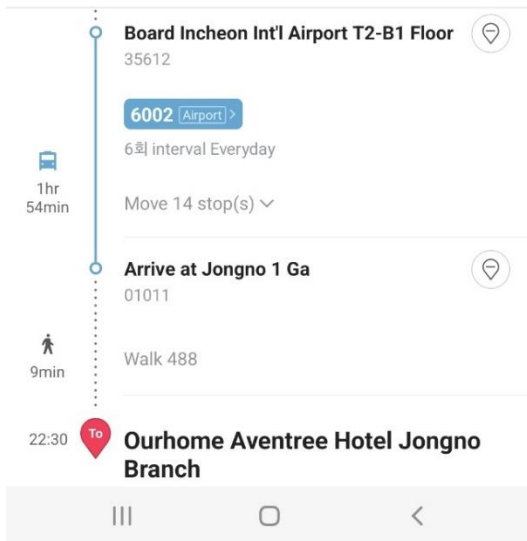 Board Incheon Int'l Airport T2-B1 Floor
35612
6002 Airport >
6회 interval Everyday
1hr
54min
Move 14 stop(s)
Arrive at Jongno 1 Ga
01011
9min
Walk 488
22:30
To
Ourhome Aventree Hotel Jongno
Branch